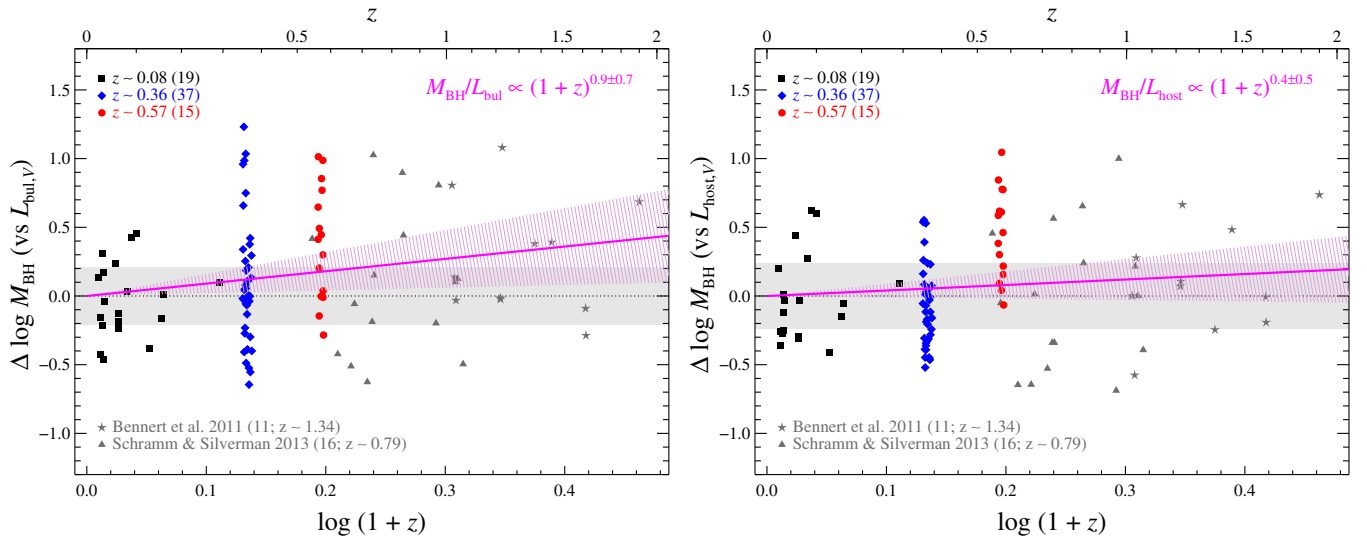 z
0
0.5
1
2
z ~ 0.08 (19)
z ~ 0.36 (37)
z ~ 0.57 (15)
M_BH/L_bul ∝ (1 + z)^0.9±0.7
1.5
1.0
0.5
0.0
−0.5
−1.0
Δ log M_BH (vs L_bul,V)
Bennert et al. 2011 (11; z ~ 1.34)
Schramm & Silverman 2013 (16; z ~ 0.79)
0.0 0.1 0.2 0.3 0.4
log (1 + z)
z
0
0.5
1
2
z ~ 0.08 (19)
z ~ 0.36 (37)
z ~ 0.57 (15)
M_BH/L_host ∝ (1 + z)^0.4±0.5
1.5
1.0
0.5
0.0
−0.5
−1.0
Δ log M_BH (vs L_host,V)
Bennert et al. 2011 (11; z ~ 1.34)
Schramm & Silverman 2013 (16; z ~ 0.79)
0.0 0.1 0.2 0.3 0.4
log (1 + z)